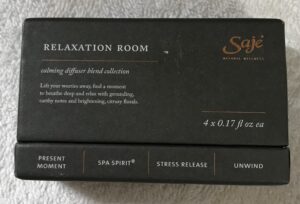 RELAXATION ROOM
Saje
NATURAL WELLNESS
calming diffuser blend collection
Lift your worries away, find a moment
to breathe deep and relax with grounding,
earthy notes and brightening, citrusy florals.
4 x 0.17 fl oz ea
PRESENT
MOMENT
SPA SPIRIT®
STRESS RELEASE
UNWIND